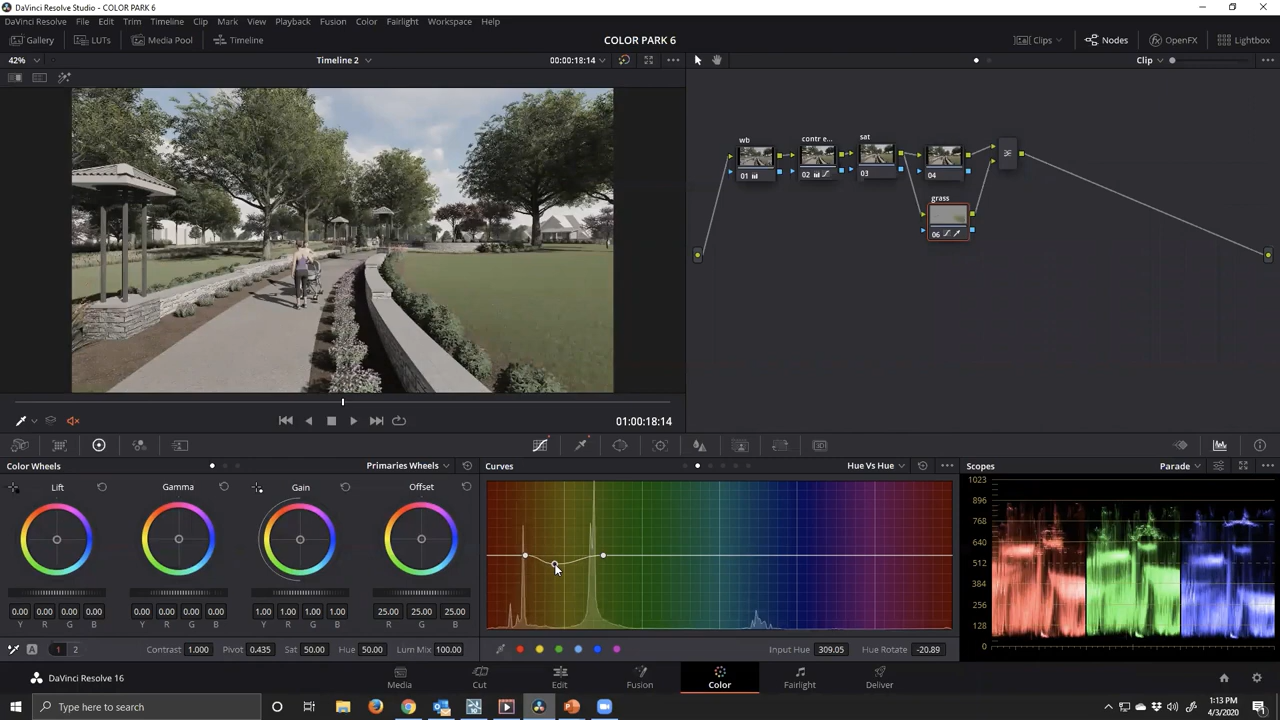 DaVinci Resolve Studio - COLOR PARK 6
DaVinci Resolve File Edit Trim Timeline Clip Mark View Playback Fusion Color Fairlight Workspace Help
Gallery LUTs Media Pool Timeline COLOR PARK 6 Clips Nodes OpenFX Lightbox
42% Timeline 2 00:00:18:14 Clip
wb contr e... sat
01 02 03 04
grass
06
01:00:18:14
Color Wheels Primaries Wheels Curves Hue Vs Hue Scopes Parade
Lift Gamma Gain Offset
1023
896
768
640
512
384
256
128
0
0.00 0.00 0.00 0.00 0.00 0.00 0.00 0.00 1.00 1.00 1.00 1.00 25.00 25.00 25.00
Y R G B Y R G B Y R G B R G B
A 1 2 Contrast 1.000 Pivot 0.435 Sat 50.00 Hue 50.00 Lum Mix 100.00 Input Hue 309.05 Hue Rotate -20.89
DaVinci Resolve 16 Media Cut Edit Fusion Color Fairlight Deliver
Type here to search
1:13 PM
4/3/2020